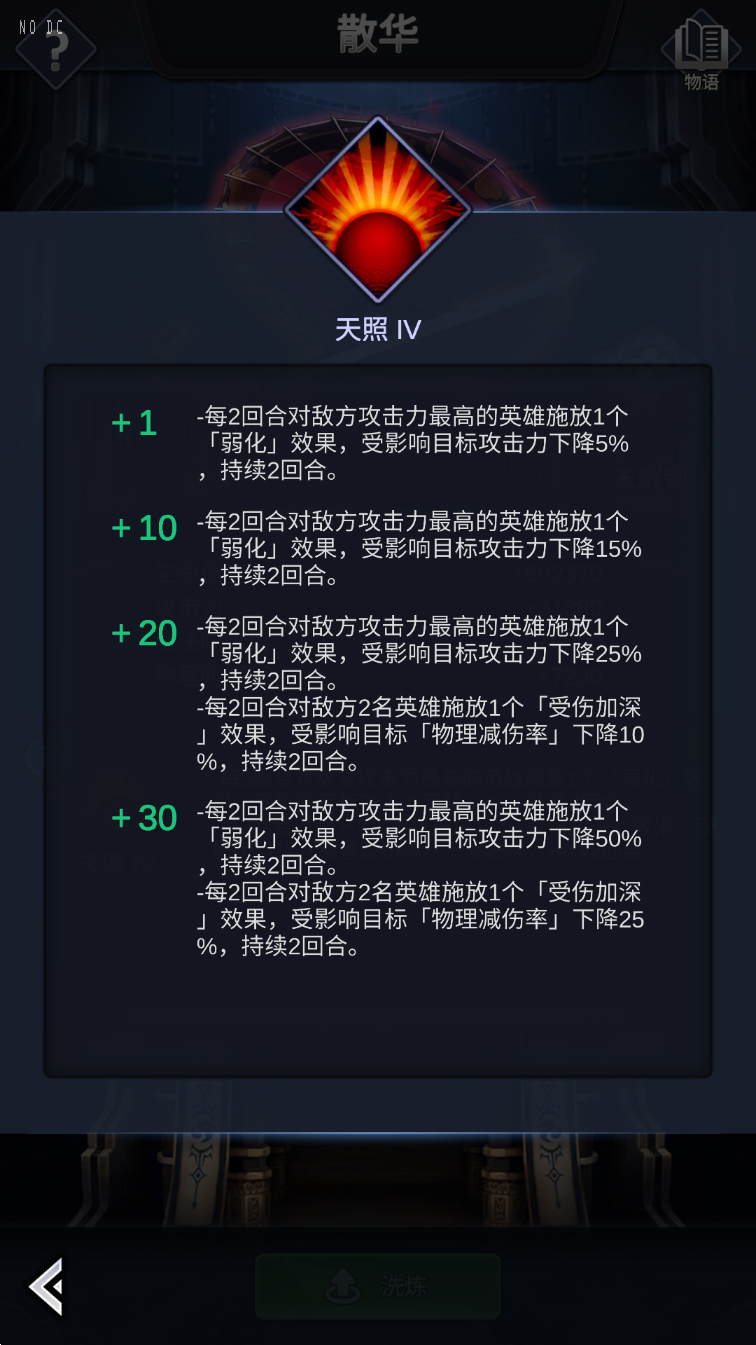 NO DC
散华
?
物语
天照 IV
+1
-每2回合对敌方攻击力最高的英雄施放1个
「弱化」效果，受影响目标攻击力下降5%
，持续2回合。
+10
-每2回合对敌方攻击力最高的英雄施放1个
「弱化」效果，受影响目标攻击力下降15%
，持续2回合。
+20
-每2回合对敌方攻击力最高的英雄施放1个
「弱化」效果，受影响目标攻击力下降25%
，持续2回合。
-每2回合对敌方2名英雄施放1个「受伤加深
」效果，受影响目标「物理减伤率」下降10
%，持续2回合。
+30
-每2回合对敌方攻击力最高的英雄施放1个
「弱化」效果，受影响目标攻击力下降50%
，持续2回合。
-每2回合对敌方2名英雄施放1个「受伤加深
」效果，受影响目标「物理减伤率」下降25
%，持续2回合。
洗炼